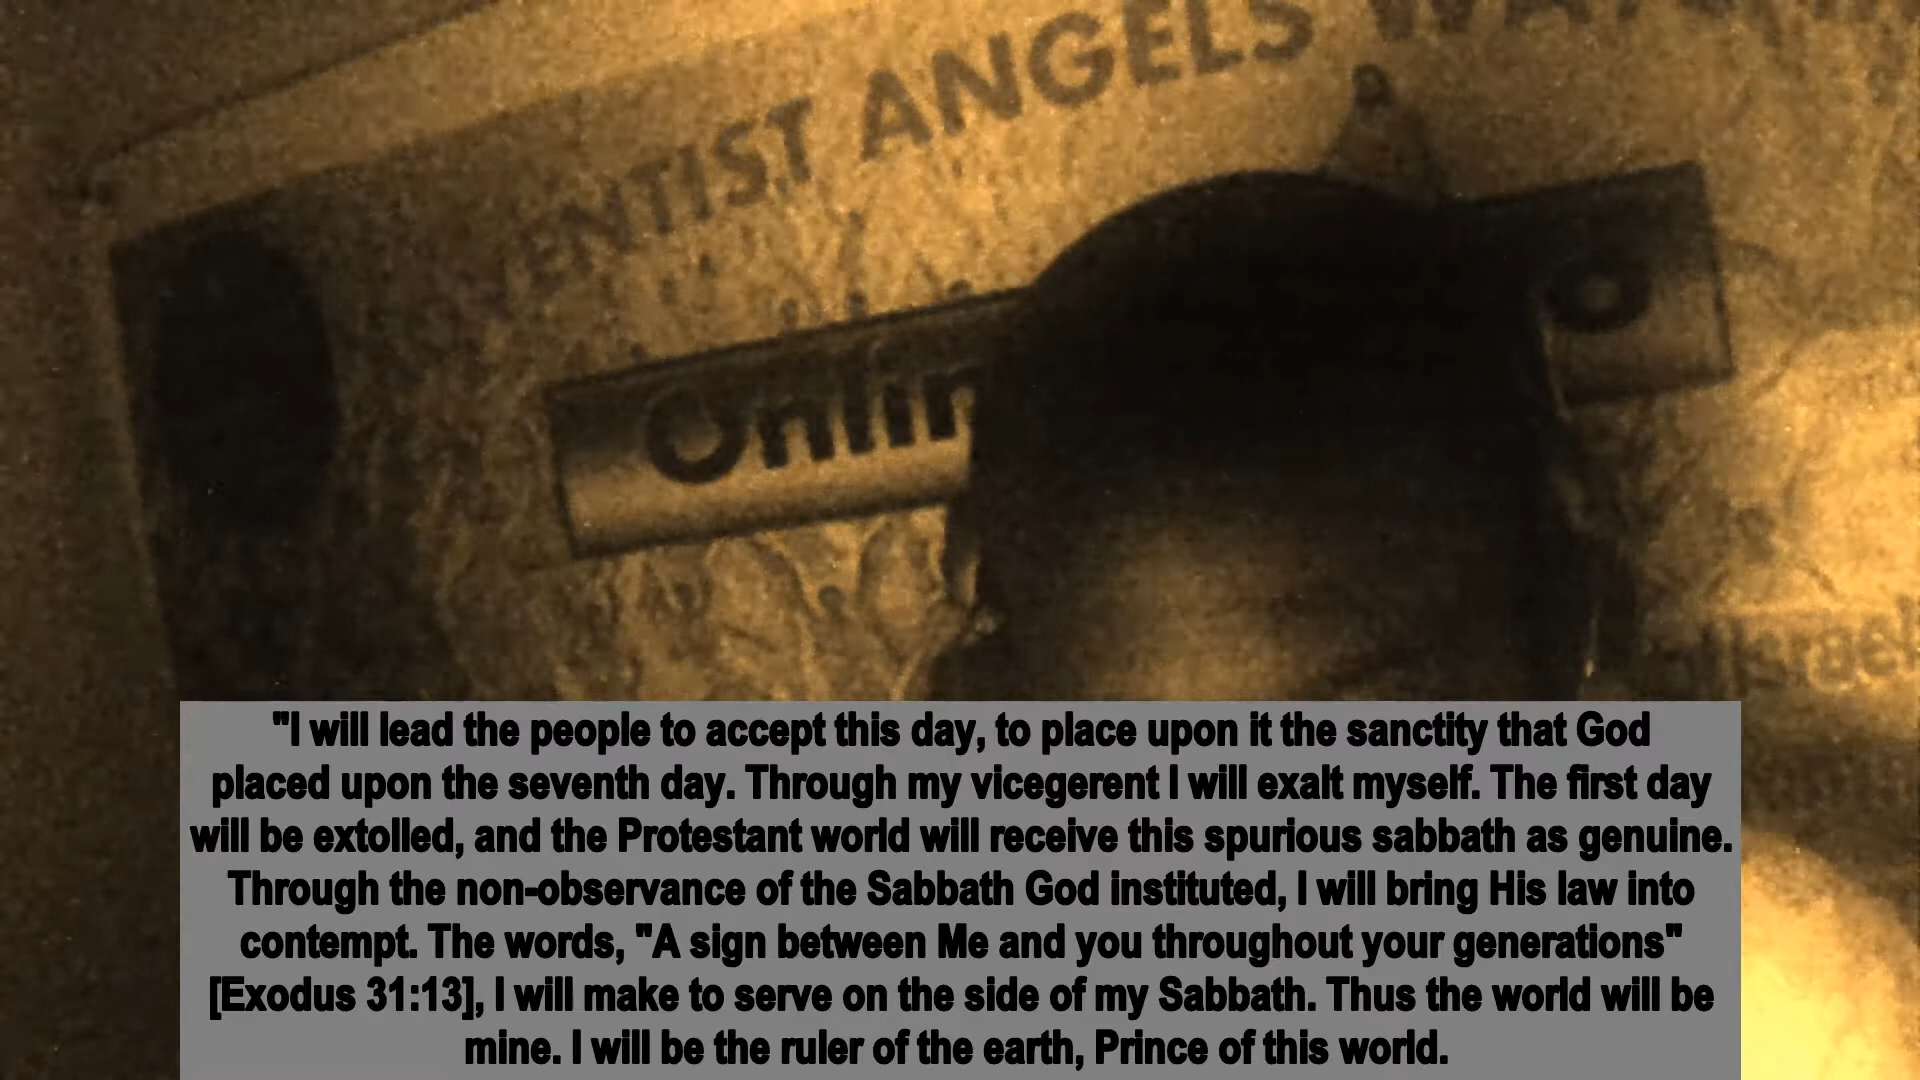 ENTIST ANGELS
Onlin
"I will lead the people to accept this day, to place upon it the sanctity that God
placed upon the seventh day. Through my vicegerent I will exalt myself. The first day
will be extolled, and the Protestant world will receive this spurious sabbath as genuine.
Through the non-observance of the Sabbath God instituted, I will bring His law into
contempt. The words, "A sign between Me and you throughout your generations"
[Exodus 31:13], I will make to serve on the side of my Sabbath. Thus the world will be
mine. I will be the ruler of the earth, Prince of this world.